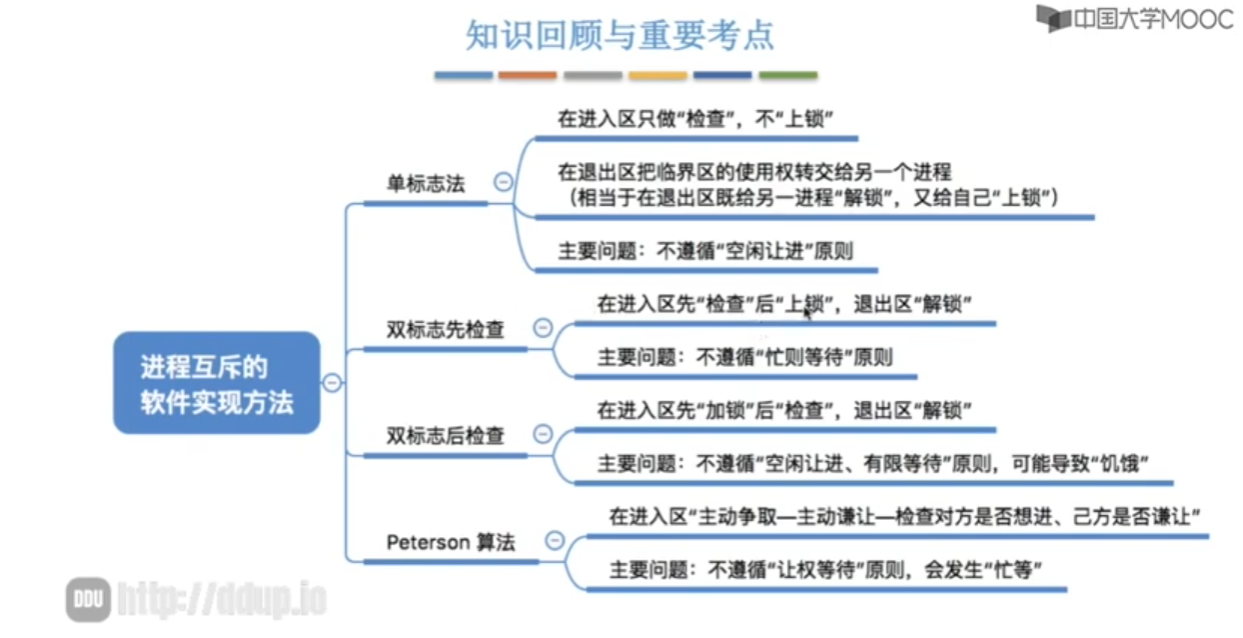 中国大学MOOC
知识回顾与重要考点
进程互斥的
软件实现方法
单标志法
在进入区只做“检查”，不“上锁”
在退出区把临界区的使用权转交给另一个进程
（相当于在退出区既给另一进程“解锁”，又给自己“上锁”）
主要问题：不遵循“空闲让进”原则
双标志先检查
在进入区先“检查”后“上锁”，退出区“解锁”
主要问题：不遵循“忙则等待”原则
双标志后检查
在进入区先“加锁”后“检查”，退出区“解锁”
主要问题：不遵循“空闲让进、有限等待”原则，可能导致“饥饿”
Peterson 算法
在进入区“主动争取—主动谦让—检查对方是否想进、己方是否谦让”
主要问题：不遵循“让权等待”原则，会发生“忙等”
DDU http://ddup.io